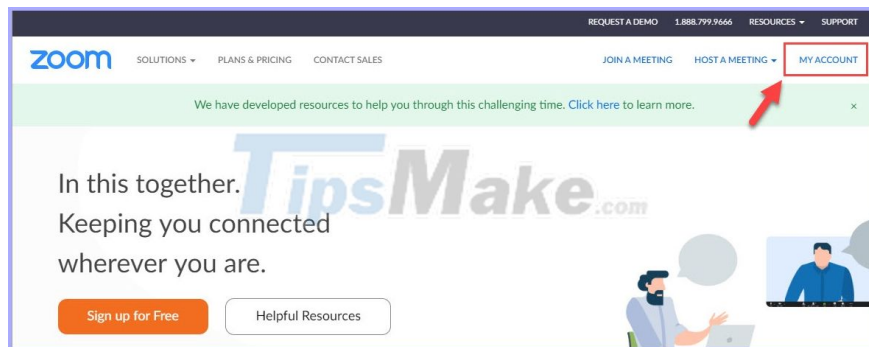 REQUEST A DEMO 1.888.799.9666 RESOURCES SUPPORT
zoom SOLUTIONS PLANS & PRICING CONTACT SALES JOIN A MEETING HOST A MEETING MY ACCOUNT
We have developed resources to help you through this challenging time. Click here to learn more. ×
TipsMake.com
In this together.
Keeping you connected
wherever you are.
Sign up for Free Helpful Resources